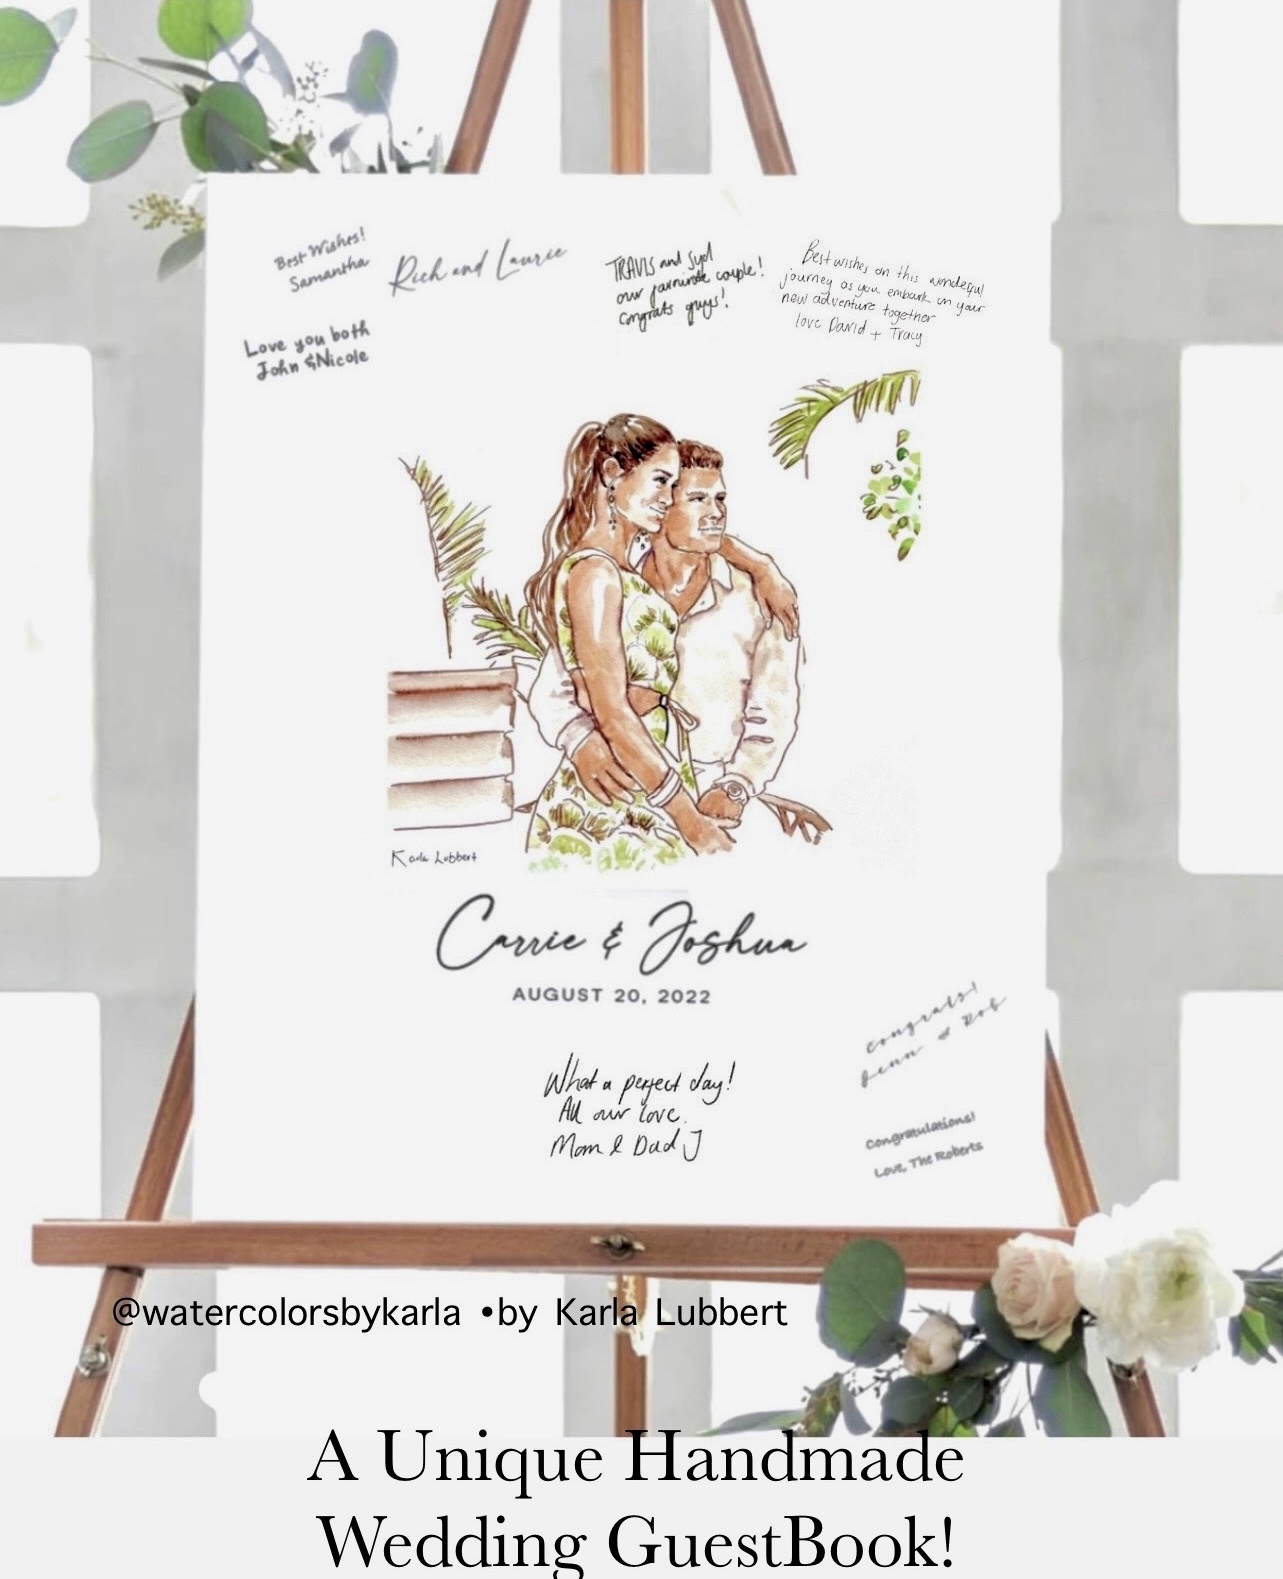 Best Wishes!
Samantha
Rich and Laurie
TRAVIS and Syd
our couple!
congrats guys!
Best wishes on this wonderful
journey as you embark on your
new adventure together
love David + Tracy
Love you both
John & Nicole
Karla Lubbert
Carrie & Joshua
AUGUST 20, 2022
congrats!
Jenn & Rob
What a perfect day!
All our love.
Mom & Dad J
Congratulations!
Love, The Roberts
@watercolorsbykarla •by Karla Lubbert
A Unique Handmade
Wedding GuestBook!